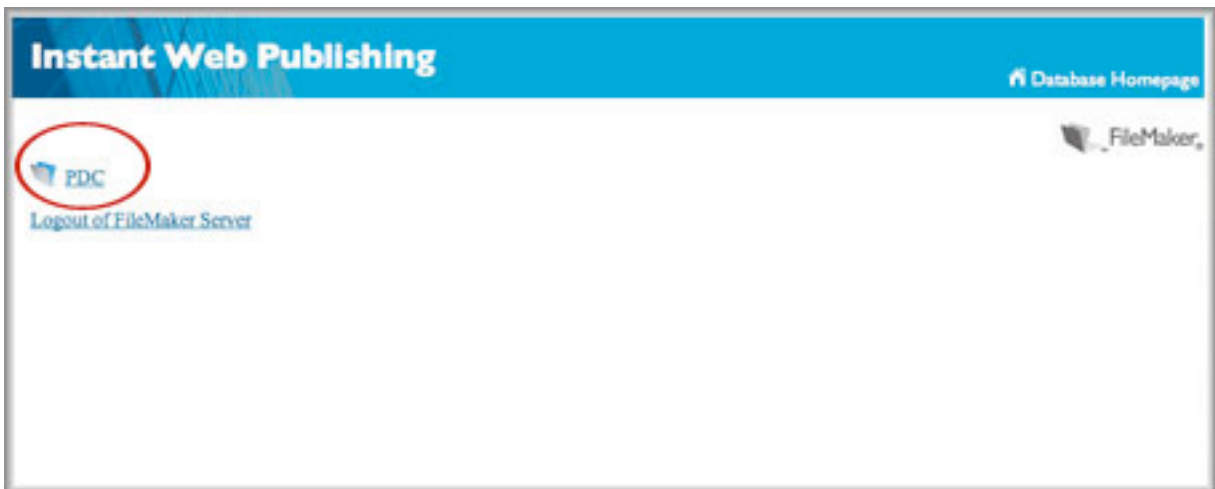 Instant Web Publishing
Database Homepage
FileMaker®
PDC
Logout of FileMaker Server